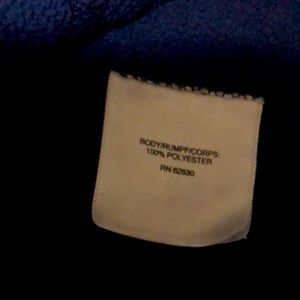 BODY/RUMPF/CORPS:
100% POLYESTER
RN 62830